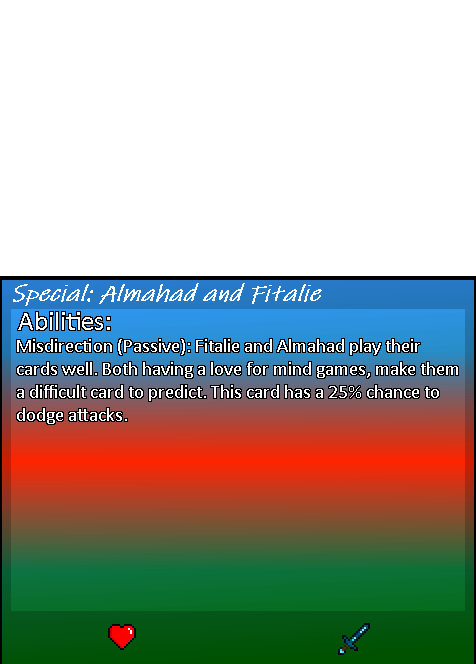 Special: Almahad and Fitalie
Abilities:
Misdirection (Passive): Fitalie and Almahad play their
cards well. Both having a love for mind games, make them
a difficult card to predict. This card has a 25% chance to
dodge attacks.